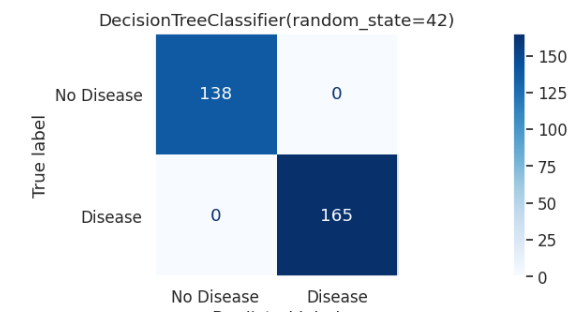 DecisionTreeClassifier(random_state=42)
No Disease
138
0
Disease
0
165
No Disease
Disease
True label
150
125
100
75
50
25
0